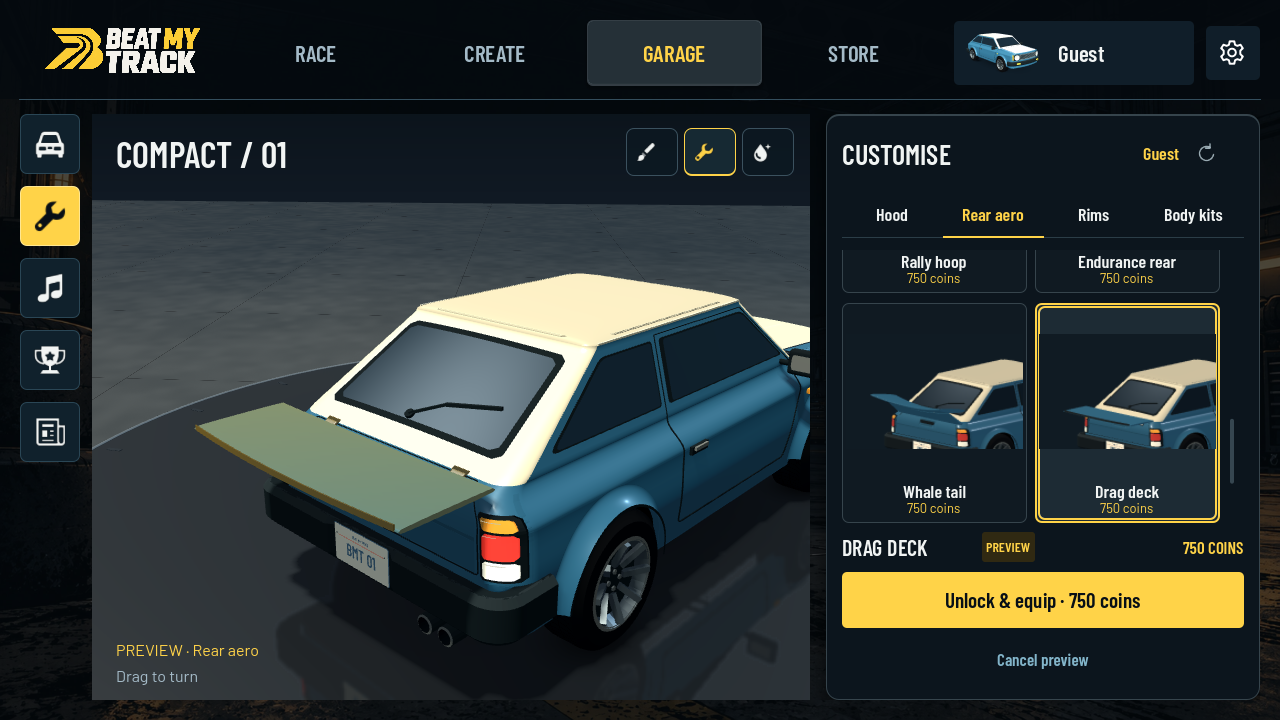 BEAT MY
TRACK
RACE
CREATE
GARAGE
STORE
Guest
COMPACT / 01
BMT 01
PREVIEW · Rear aero
Drag to turn
CUSTOMISE
Guest
Hood
Rear aero
Rims
Body kits
Rally hoop
750 coins
Endurance rear
750 coins
Whale tail
750 coins
Drag deck
750 coins
DRAG DECK
PREVIEW
750 COINS
Unlock & equip · 750 coins
Cancel preview